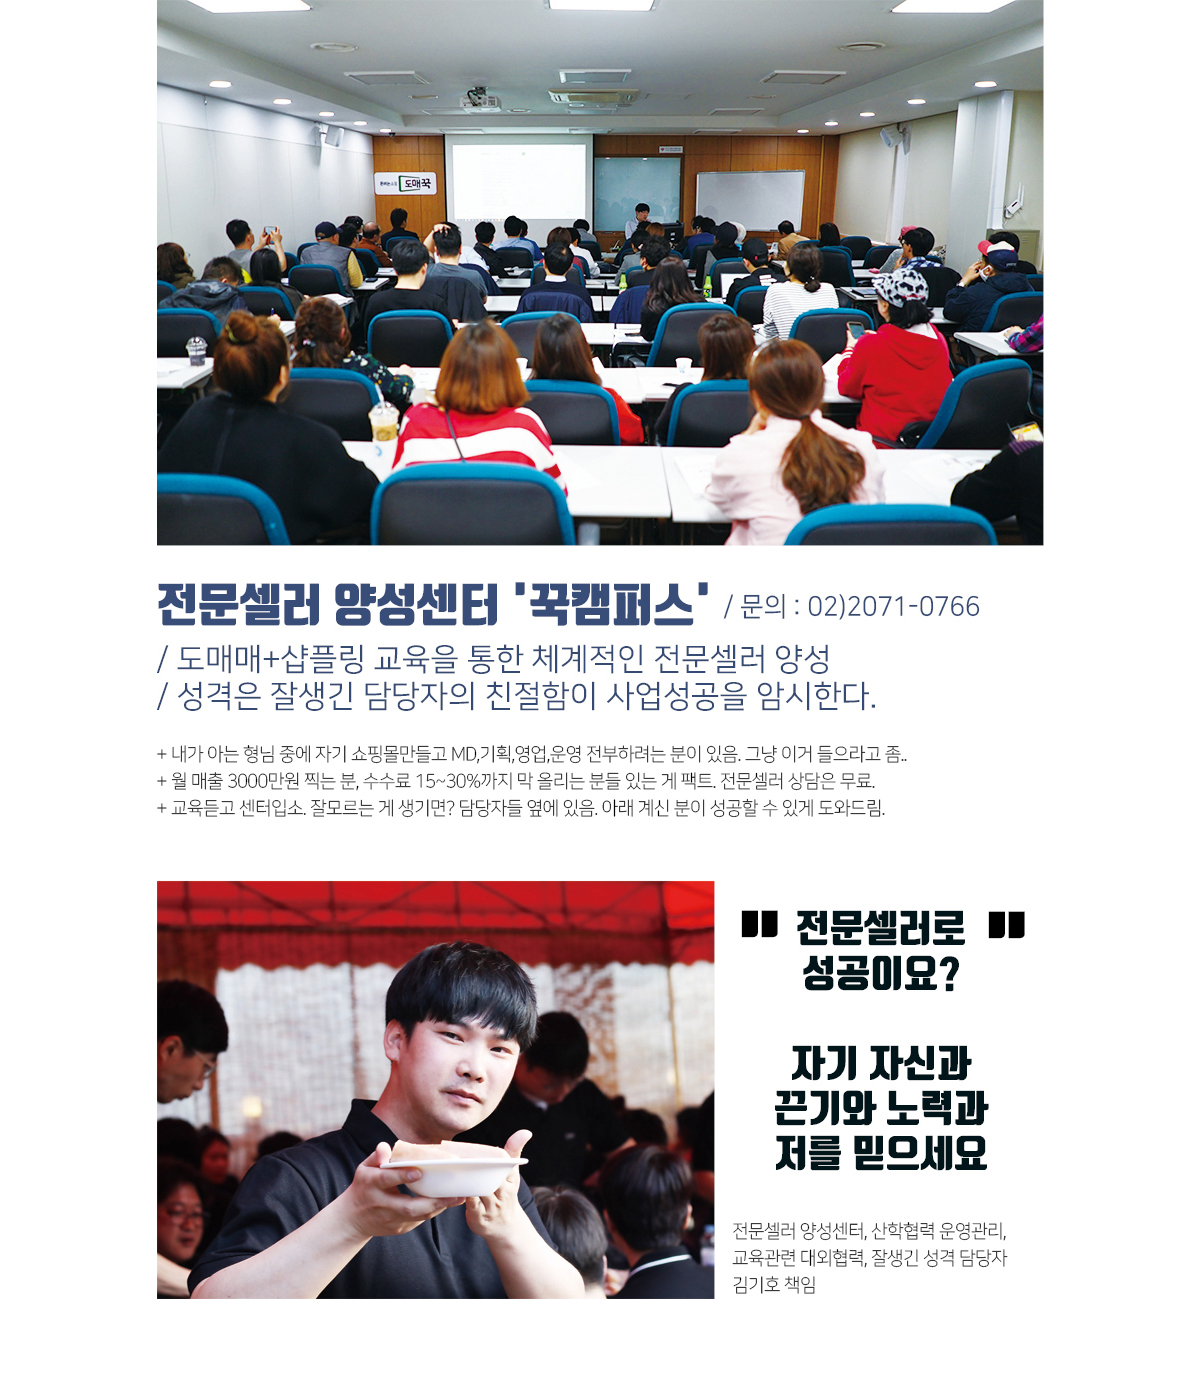 도매꾹
전문셀러 양성센터 '꾹캠퍼스' / 문의 : 02)2071-0766
/ 도매매+샵플링 교육을 통한 체계적인 전문셀러 양성
/ 성격은 잘생긴 담당자의 친절함이 사업성공을 암시한다.
+ 내가 아는 형님 중에 자기 쇼핑몰만들고 MD,기획,영업,운영 전부하려는 분이 있음. 그냥 이거 들으라고 좀..
+ 월 매출 3000만원 찍는 분, 수수료 15~30%까지 막 올리는 분들 있는 게 팩트. 전문셀러 상담은 무료.
+ 교육듣고 센터입소. 잘모르는 게 생기면? 담당자들 옆에 있음. 아래 계신 분이 성공할 수 있게 도와드림.
" 전문셀러로 "
성공이요?
자기 자신과
끈기와 노력과
저를 믿으세요
전문셀러 양성센터, 산학협력 운영관리,
교육관련 대외협력, 잘생긴 성격 담당자
김기호 책임